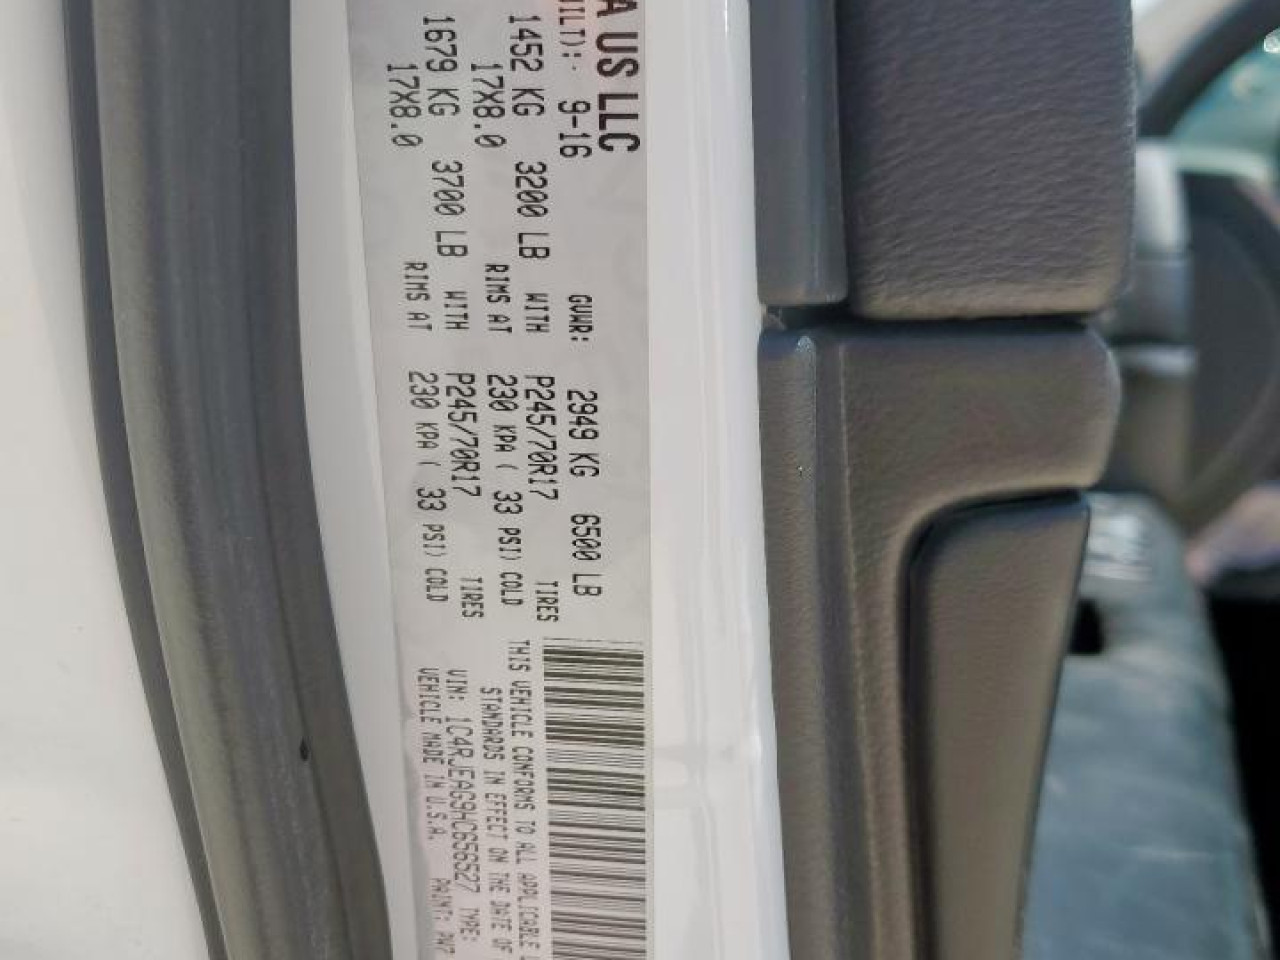 A US LLC
UILT): 9-16 GVWR: 2949 KG 6500 LB
1452 KG 3200 LB WITH P245/70R17 TIRES
17X8.0 RIMS AT 230 KPA ( 33 PSI) COLD
1679 KG 3700 LB WITH P245/70R17 TIRES
17X8.0 RIMS AT 230 KPA ( 33 PSI) COLD
THIS VEHICLE CONFORMS TO ALL APPLICABLE
STANDARDS IN EFFECT ON THE DATE OF
VIN: 1C4RJEAG9HC656527 TYPE:
VEHICLE MADE IN U.S.A. PAINT: PW7